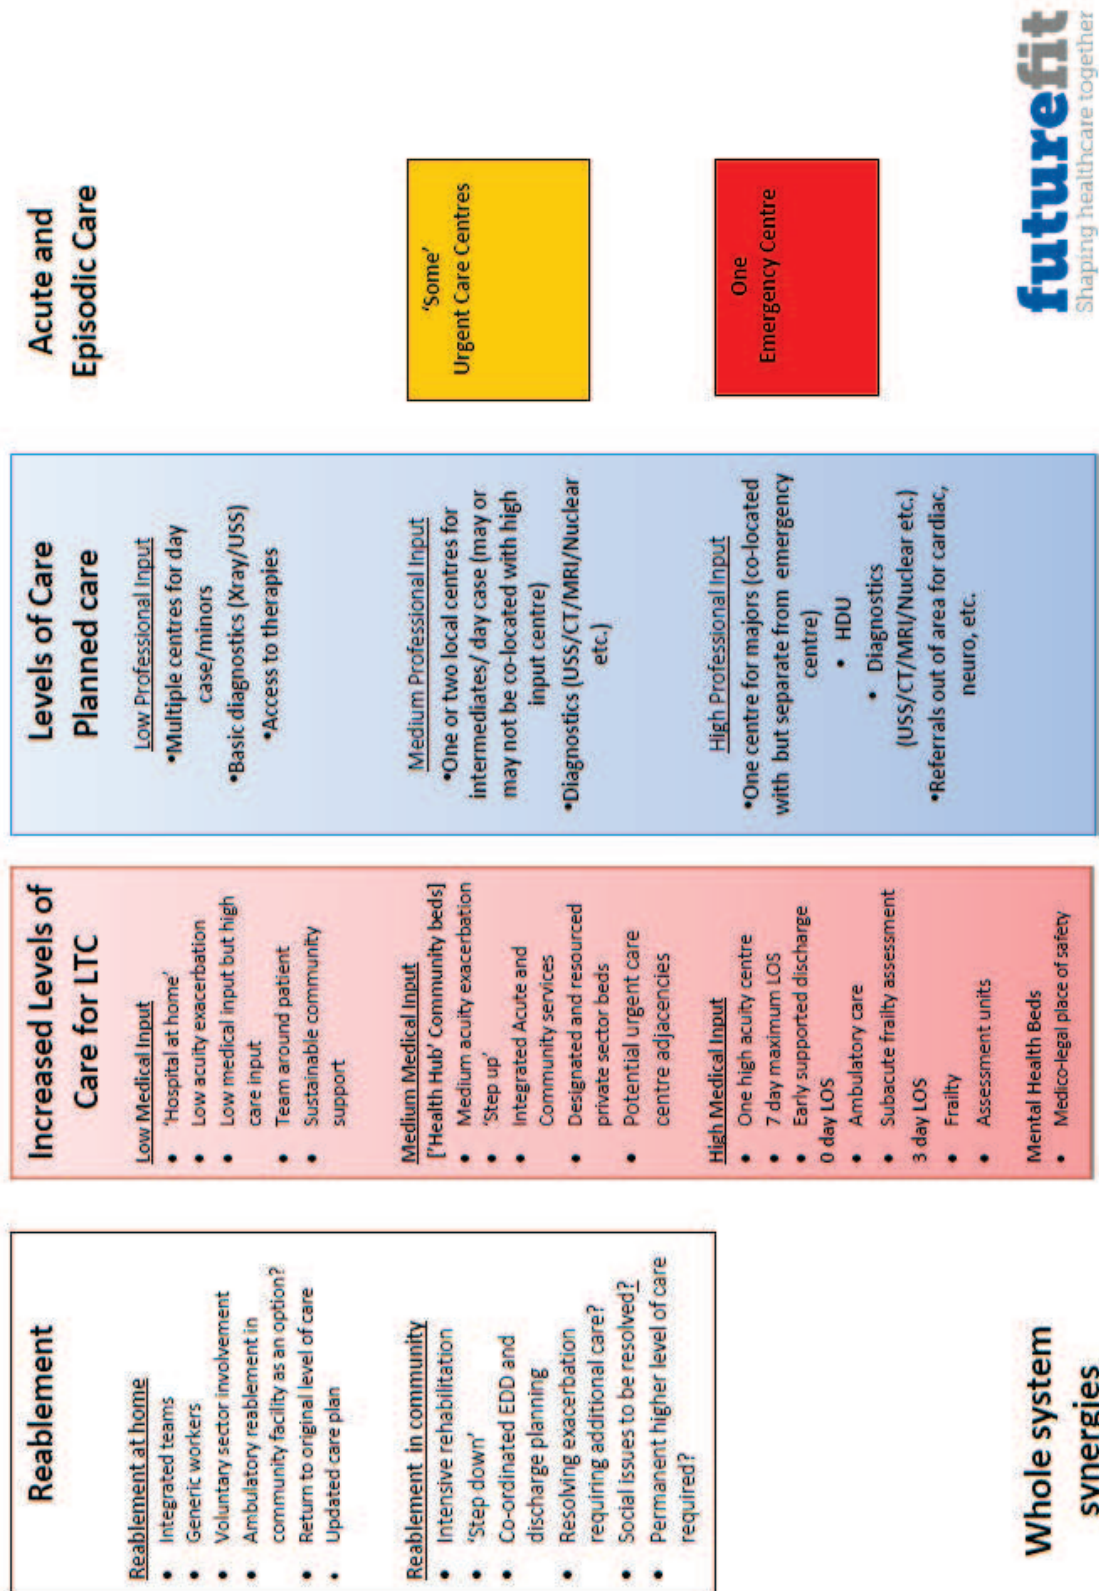 Reablement
Reablement at home
• Integrated teams
• Generic workers
• Voluntary sector involvement
• Ambulatory reablement in
community facility as an option?
• Return to original level of care
• Updated care plan
Reablement in community
• Intensive rehabilitation
• 'Step down'
• Co-ordinated EDD and
discharge planning
• Resolving exacerbation
requiring additional care?
• Social issues to be resolved?
• Permanent higher level of care
required?
Whole system
synergies
Increased Levels of
Care for LTC
Low Medical Input
• 'Hospital at home'
• Low acuity exacerbation
• Low medical input but high
care input
• Team around patient
• Sustainable community
support
Medium Medical Input
['Health Hub' Community beds]
• Medium acuity exacerbation
• 'Step up'
• Integrated Acute and
Community services
• Designated and resourced
private sector beds
• Potential urgent care
centre adjacencies
High Medical Input
• One high acuity centre
• 7 day maximum LOS
• Early supported discharge
0 day LOS
• Ambulatory care
• Subacute frailty assessment
3 day LOS
• Frailty
• Assessment units
Mental Health Beds
• Medico-legal place of safety
Levels of Care
Planned care
Low Professional Input
•Multiple centres for day
case/minors
•Basic diagnostics (Xray/USS)
•Access to therapies
Medium Professional Input
•One or two local centres for
intermediates/ day case (may or
may not be co-located with high
input centre)
•Diagnostics (USS/CT/MRI/Nuclear
etc.)
High Professional Input
•One centre for majors (co-located
with but separate from emergency
centre)
• HDU
• Diagnostics
(USS/CT/MRI/Nuclear etc.)
•Referrals out of area for cardiac,
neuro, etc.
Acute and
Episodic Care
'Some'
Urgent Care Centres
One
Emergency Centre
futurefit
Shaping healthcare together